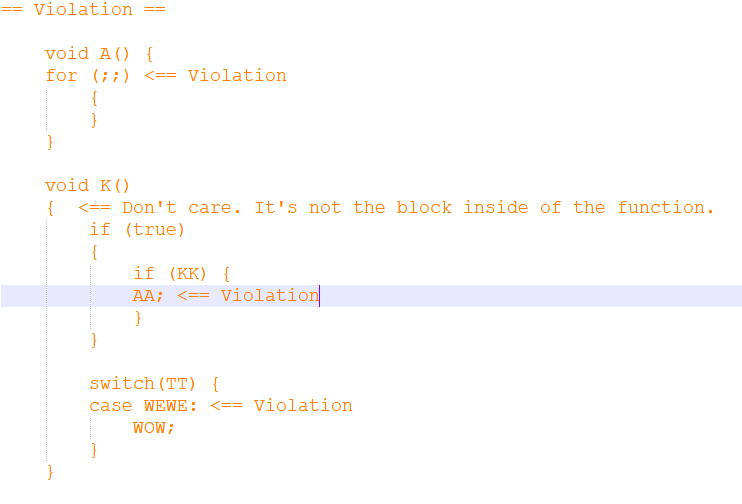 == Violation ==
void A() {
for (;;) <== Violation
{
}
}
void K()
{  <== Don't care. It's not the block inside of the function.
if (true)
{
if (KK) {
AA; <== Violation
}
}
switch(TT) {
case WEWE: <== Violation
WOW;
}
}